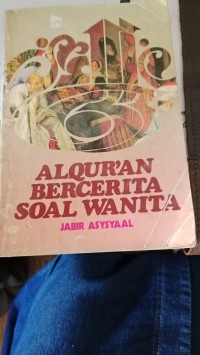 ALQUR'AN
BERCERITA
SOAL WANITA
JABIR ASYSYAAL